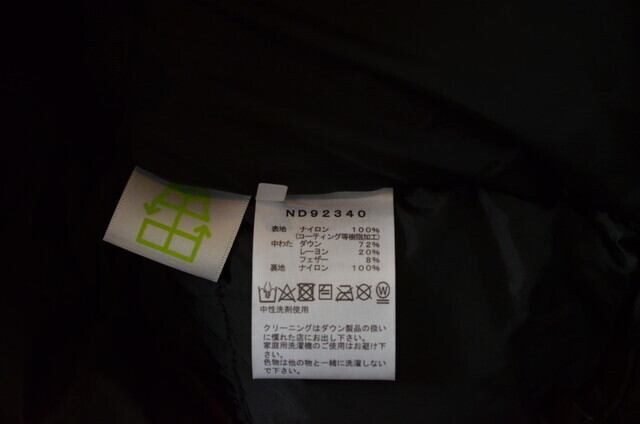 ND92340
表地 ナイロン 100%
(コーティング等樹脂加工)
中わた ダウン 72%
レーヨン 20%
フェザー 8%
裏地 ナイロン 100%
中性洗剤使用
クリーニングはダウン製品の扱い
に慣れた店にお出し下さい。
家庭用洗濯機のご使用はお避け下
さい。
色物は他の物と一緒に洗濯しない
で下さい。